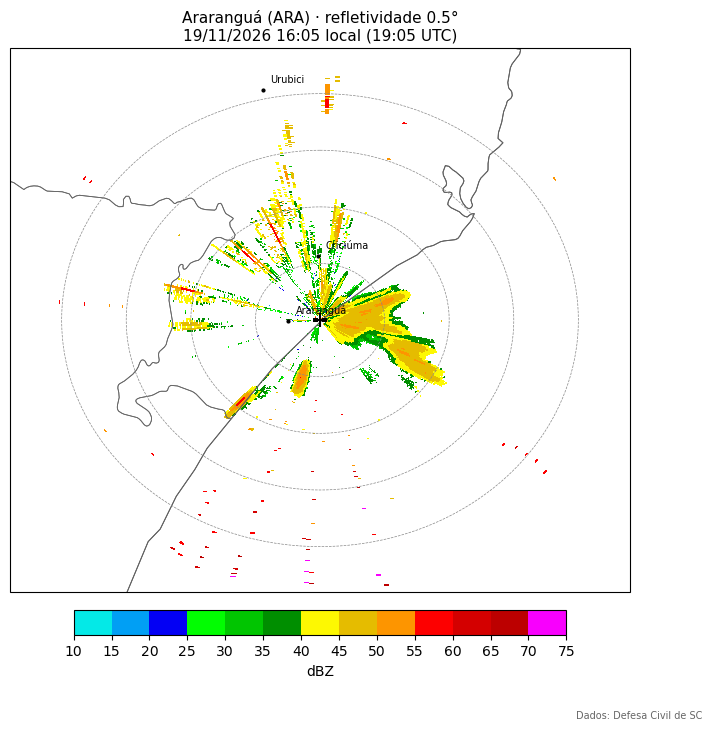 Araranguá (ARA) · refletividade 0.5°
19/11/2026 16:05 local (19:05 UTC)
Urubici
Criciúma
Araranguá
10 15 20 25 30 35 40 45 50 55 60 65 70 75
dBZ
Dados: Defesa Civil de SC